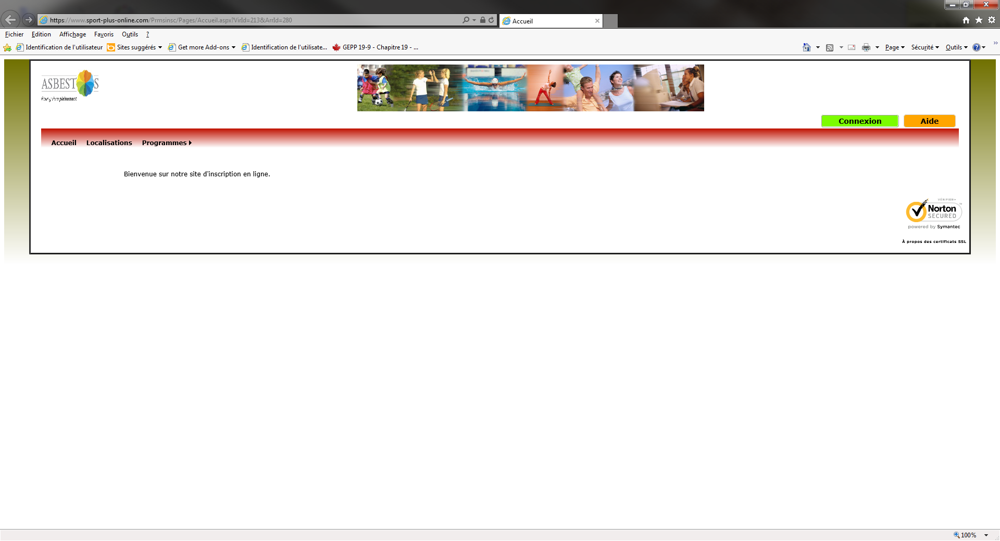 https://www.sport-plus-online.com/Prmsinsc/Pages/Accueil.aspx?VirId=213&ArrId=280
Accueil
Fichier Edition Affichage Favoris Outils ?
Identification de l'utilisateur Sites suggérés Get more Add-ons Identification de l'utilisate... GEPP 19-9 - Chapitre 19 - ... Page Sécurité Outils
ASBESTOS
Pour y vivre pleinement
Connexion Aide
Accueil Localisations Programmes
Bienvenue sur notre site d'inscription en ligne.
VÉRIFIER
Norton
SECURED
powered by Symantec
À propos des certificats SSL
100%